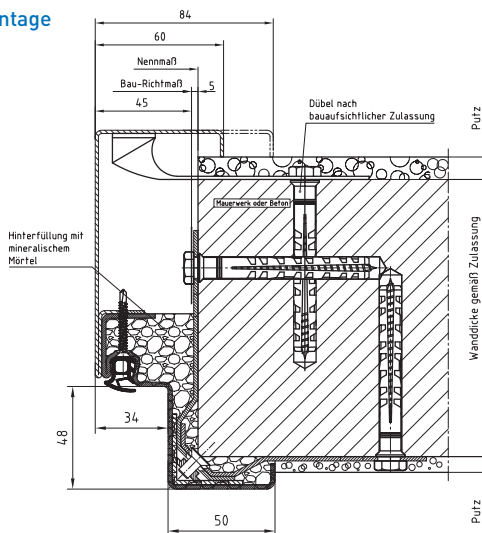 ntage
84
60
Nennmaß
Bau-Richtmaß
5
45
Dübel nach
bauaufsichtlicher Zulassung
Putz
Mauerwerk oder Beton
Hinterfüllung mit
mineralischem
Mörtel
Wanddicke gemäß Zulassung
34
48
50
Putz